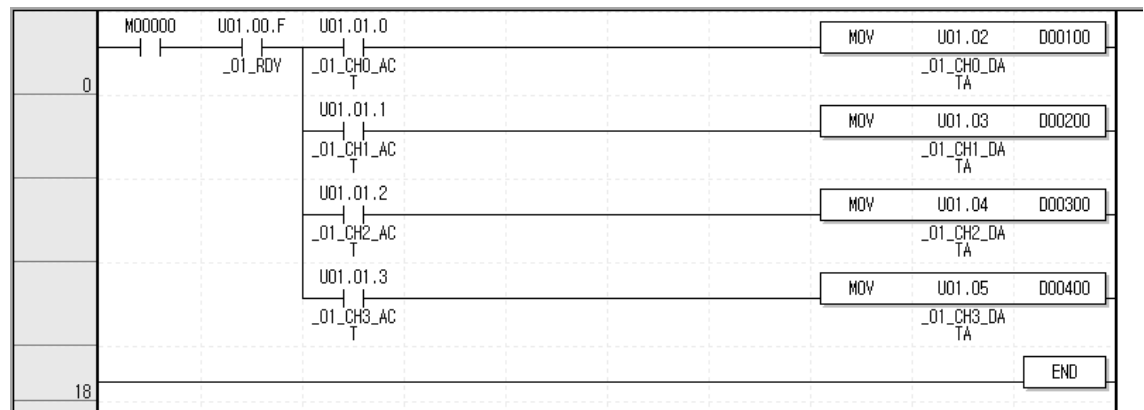 M00000 U01.00.F U01.01.0 MOV U01.02 D00100
_01_RDY _01_CH0_AC _01_CH0_DA
0 T TA
U01.01.1 MOV U01.03 D00200
_01_CH1_AC _01_CH1_DA
T TA
U01.01.2 MOV U01.04 D00300
_01_CH2_AC _01_CH2_DA
T TA
U01.01.3 MOV U01.05 D00400
_01_CH3_AC _01_CH3_DA
T TA
18 END